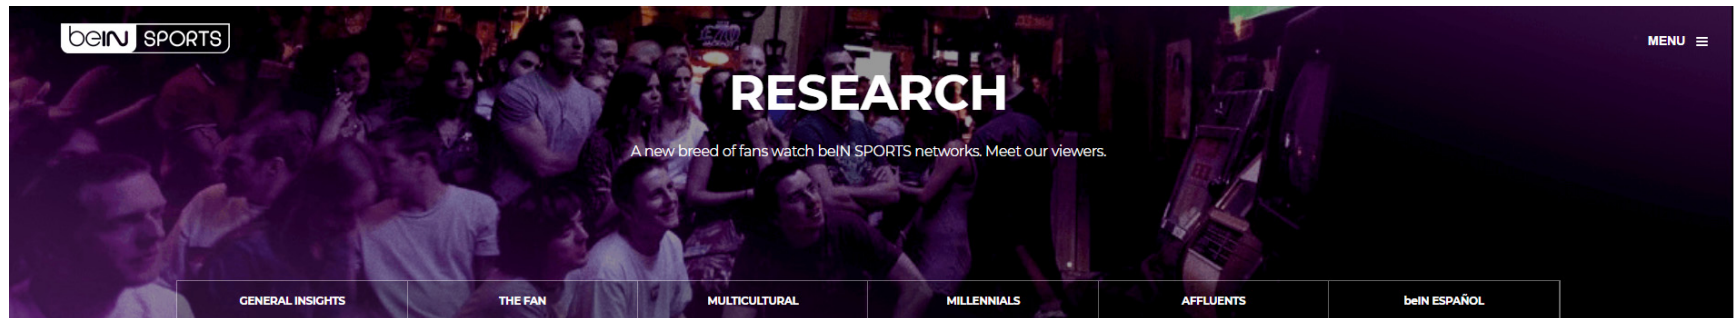 beIN SPORTS
MENU
RESEARCH
A new breed of fans watch beIN SPORTS networks. Meet our viewers.
GENERAL INSIGHTS
THE FAN
MULTICULTURAL
MILLENNIALS
AFFLUENTS
beIN ESPAÑOL